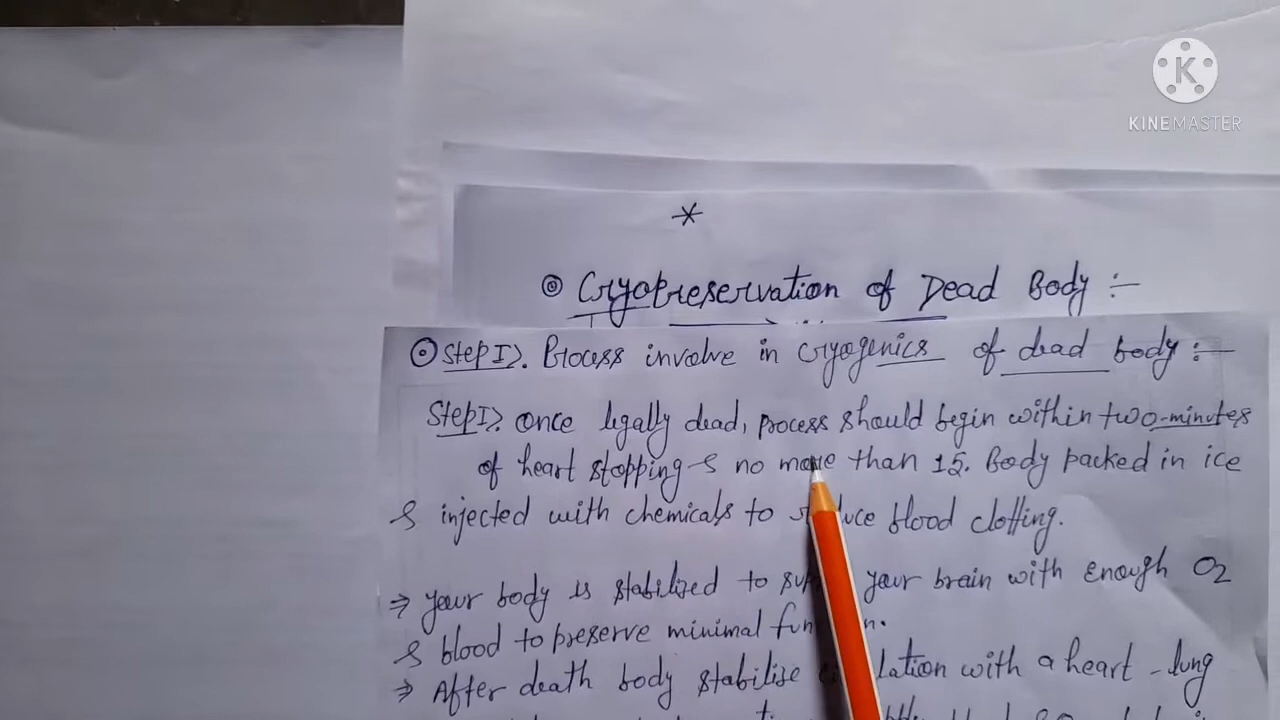 K
KINEMASTER
*
⊙ Cryopreservation of Dead Body :-
⊙ Step I>. Process involve in cryogenics of dead body :-
Step I> once legally dead, process should begin within two-minutes
of heart stopping & no more than 15. Body packed in ice
& injected with chemicals to blood clotting.
⇒ your body is stabilized to your brain with enough O2
& blood to preserve minimal
⇒ After death body stabilise with a heart-lung